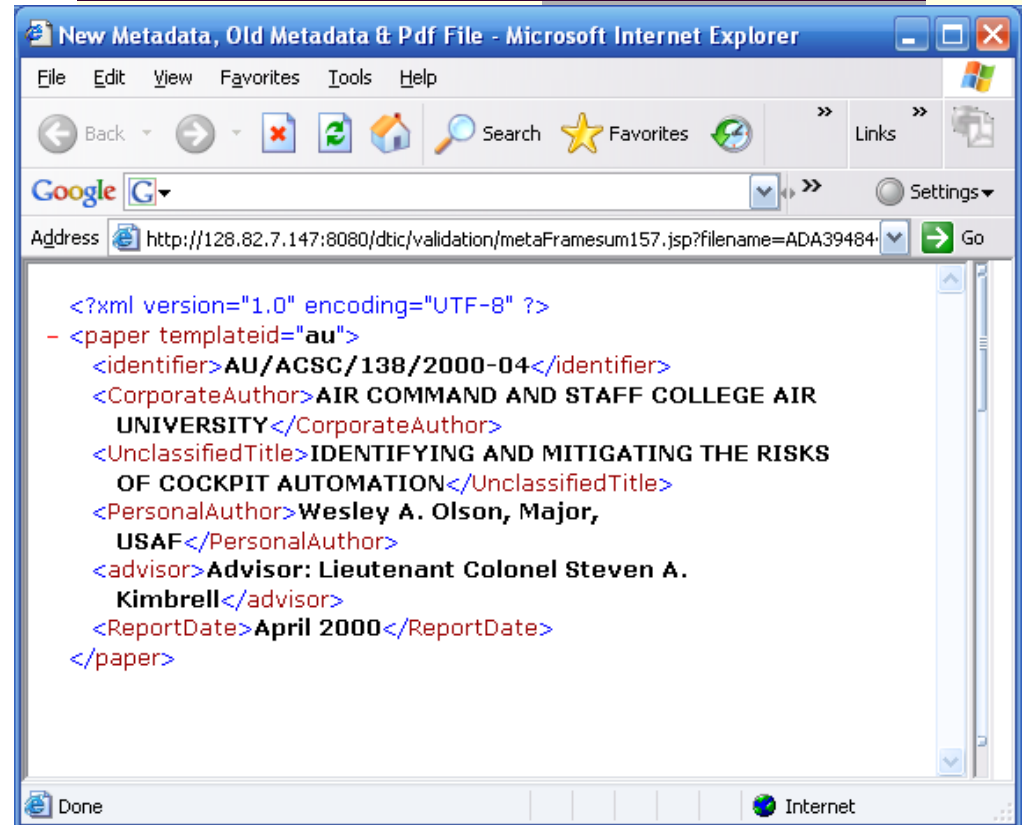 New Metadata, Old Metadata & Pdf File - Microsoft Internet Explorer
File Edit View Favorites Tools Help
Back Search Favorites » Links »
Google G » Settings
Address http://128.82.7.147:8080/dtic/validation/metaFramesum157.jsp?filename=ADA39484 Go
<?xml version="1.0" encoding="UTF-8" ?>
– <paper templateid="au">
<identifier>AU/ACSC/138/2000-04</identifier>
<CorporateAuthor>AIR COMMAND AND STAFF COLLEGE AIR
UNIVERSITY</CorporateAuthor>
<UnclassifiedTitle>IDENTIFYING AND MITIGATING THE RISKS
OF COCKPIT AUTOMATION</UnclassifiedTitle>
<PersonalAuthor>Wesley A. Olson, Major,
USAF</PersonalAuthor>
<advisor>Advisor: Lieutenant Colonel Steven A.
Kimbrell</advisor>
<ReportDate>April 2000</ReportDate>
</paper>
Done Internet